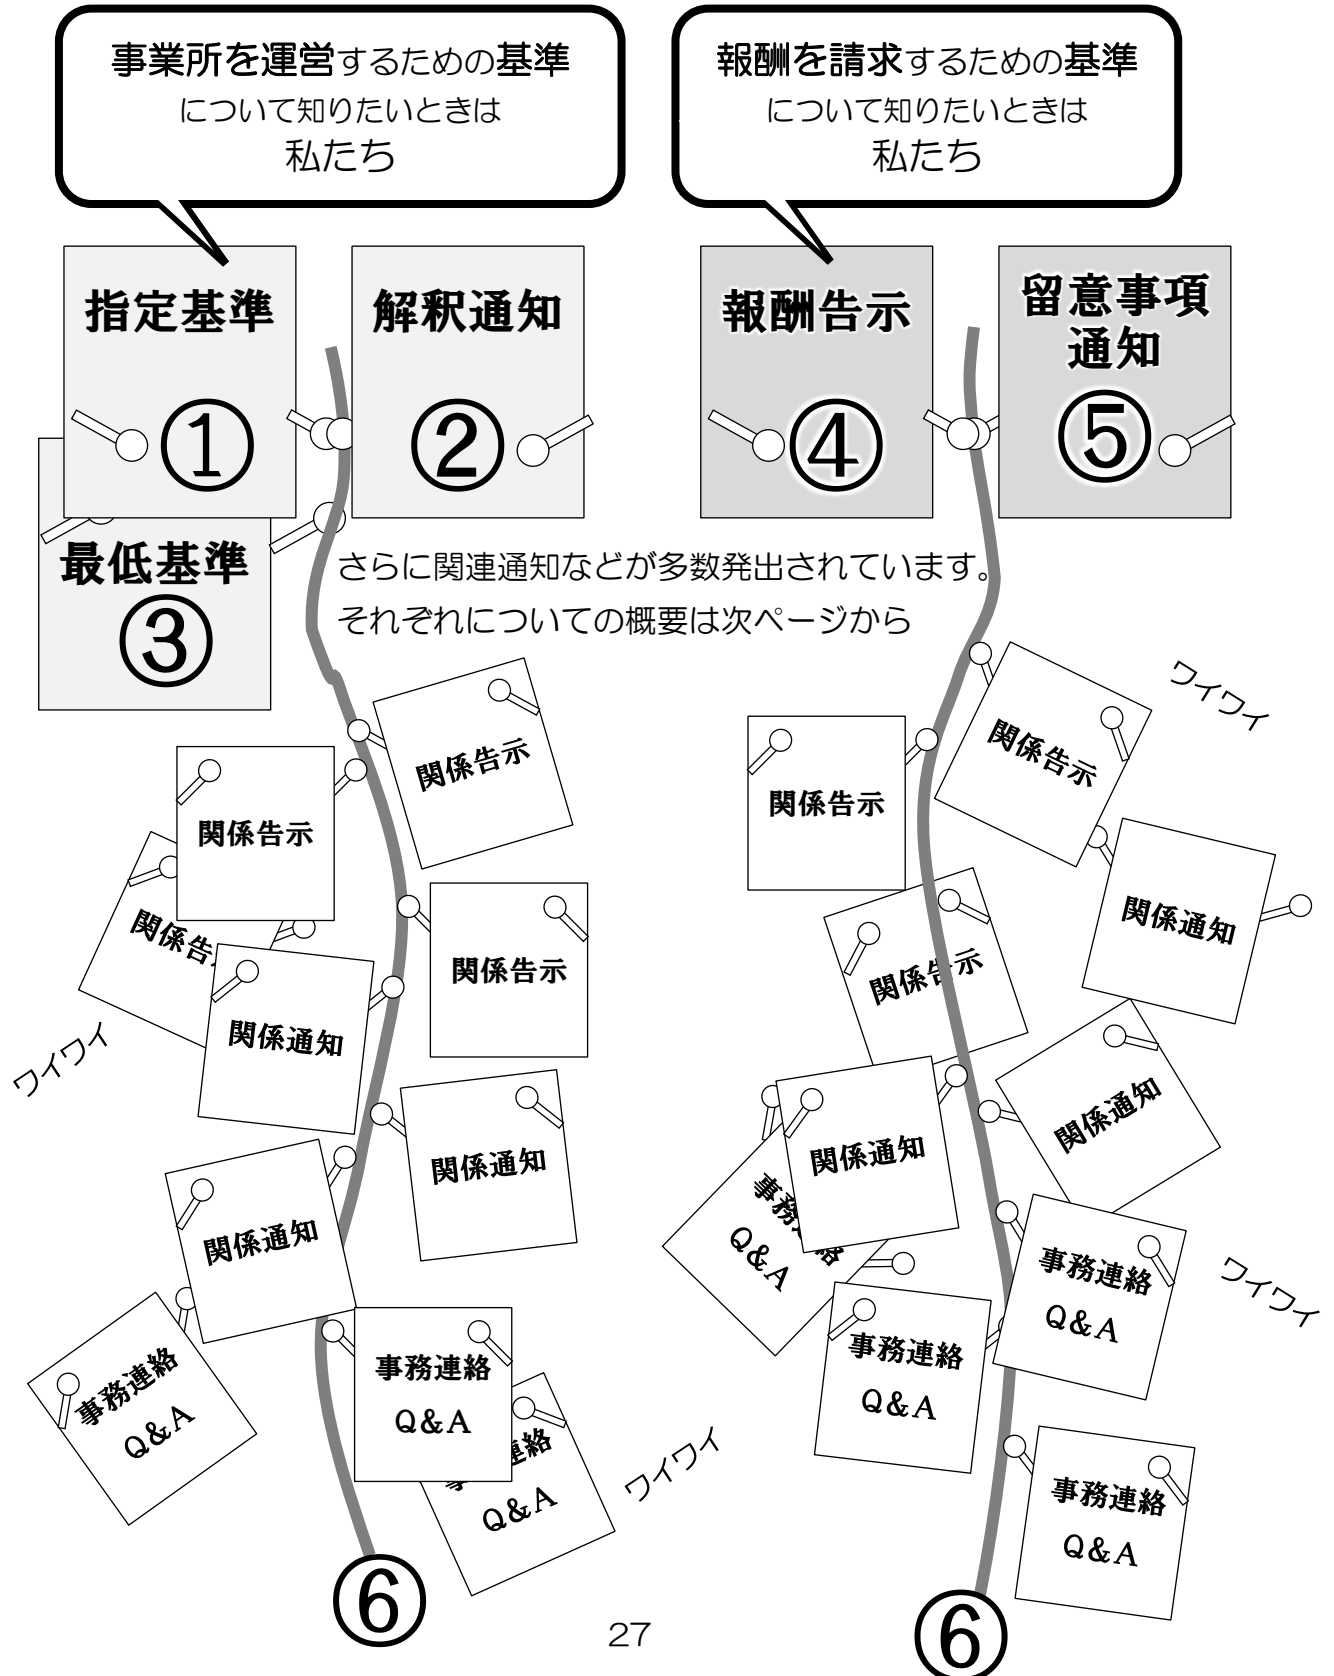 事業所を運営するための基準
について知りたいときは
私たち
報酬を請求するための基準
について知りたいときは
私たち
指定基準
①
解釈通知
②
最低基準
③
報酬告示
④
留意事項
通知
⑤
さらに関連通知などが多数発出されています。
それぞれについての概要は次ページから
関係告示
関係告示
関係告
関係告示
関係通知
ワイワイ
関係通知
関係通知
事務連絡
Q&A
事務連絡
Q&A
連絡
Q&A
ワイワイ
⑥
関係告示
ワイワイ
関係告示
関係通知
関係告示
関係通知
関係通知
事務 絡
Q&A
事務連絡
Q&A
ワイワイ
事務連絡
Q&A
事務連絡
Q&A
⑥
27